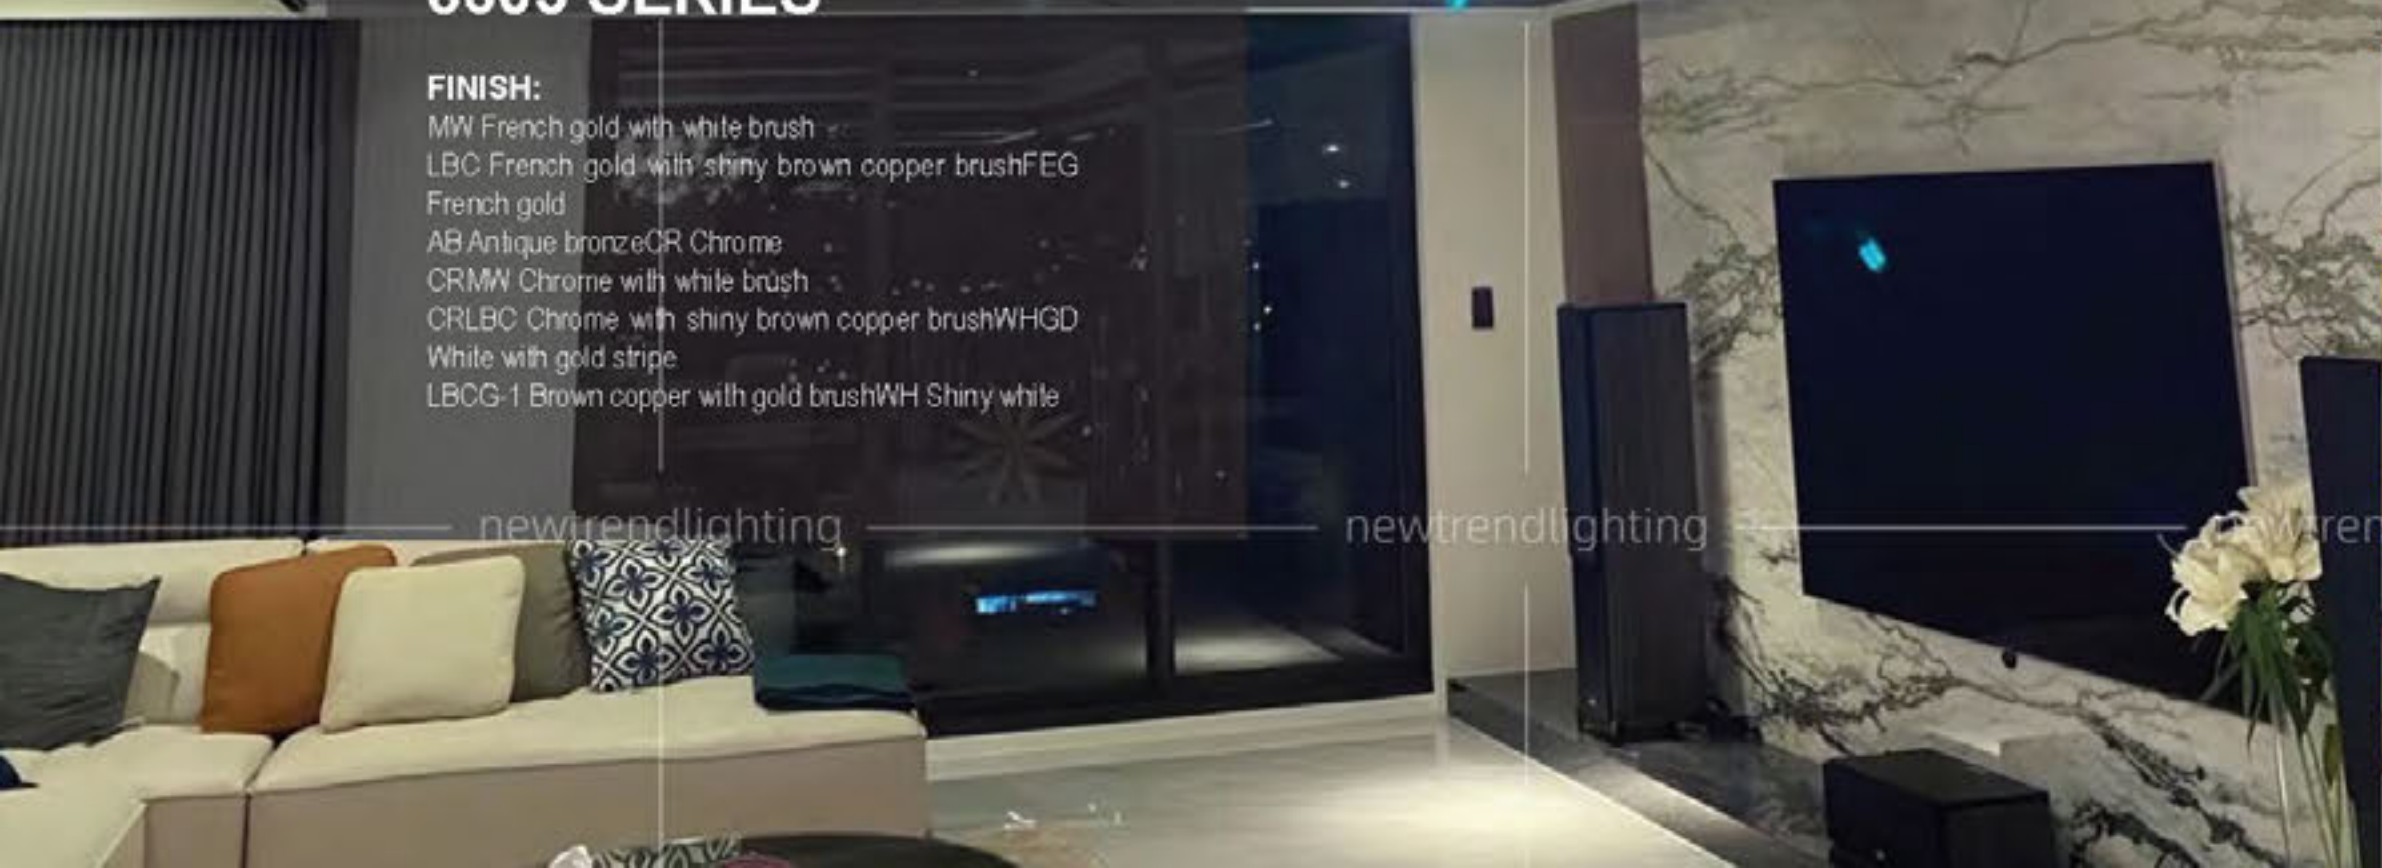 SERIES
FINISH:
MW French gold with white brush
LBC French gold with shiny brown copper brushFEG
French gold
AB Antique bronzeCR Chrome
CRMW Chrome with white brush
CRLBC Chrome with shiny brown copper brushWHGD
White with gold stripe
LBCG-1 Brown copper with gold brushWH Shiny white
newtrendlighting newtrendlighting